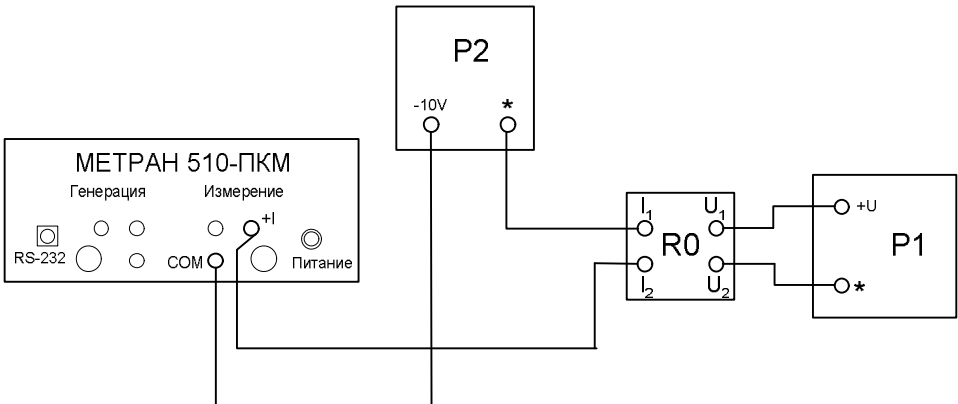 P2
-10V *
МЕТРАН 510-ПКМ
Генерация Измерение
+I
RS-232 COM Питание
I1 U1
R0
I2 U2
+U
P1
*